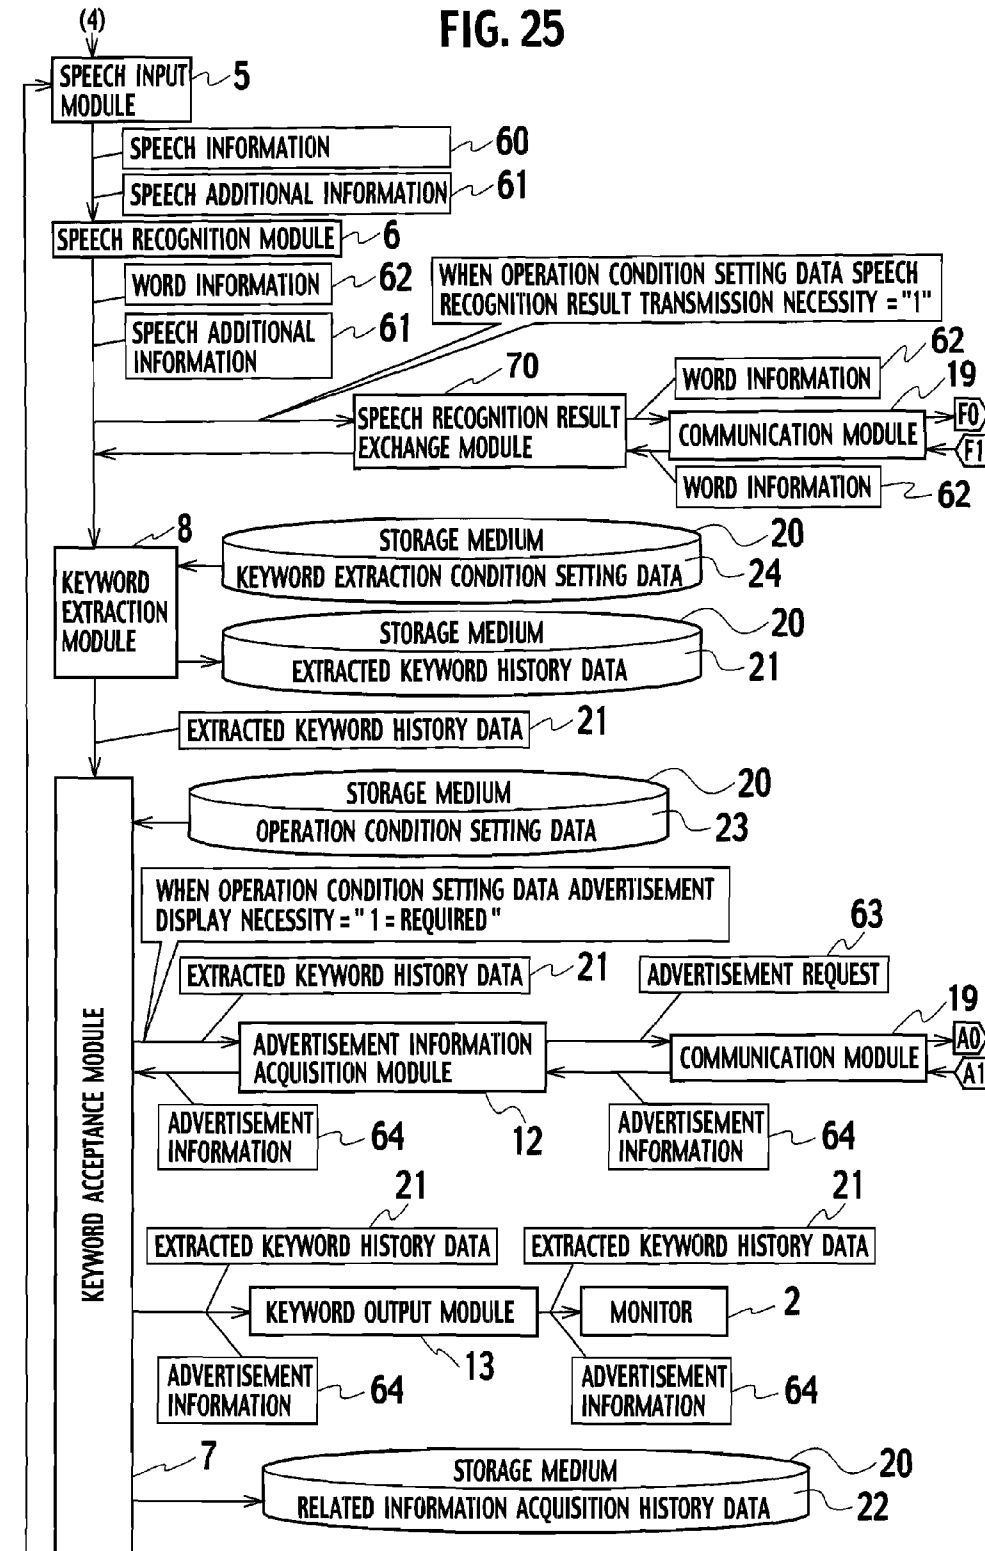 FIG. 25
(4)
SPEECH INPUT
MODULE
5
SPEECH INFORMATION
60
SPEECH ADDITIONAL INFORMATION
61
SPEECH RECOGNITION MODULE
6
WORD INFORMATION
62
SPEECH ADDITIONAL
INFORMATION
61
WHEN OPERATION CONDITION SETTING DATA SPEECH
RECOGNITION RESULT TRANSMISSION NECESSITY = "1"
70
SPEECH RECOGNITION RESULT
EXCHANGE MODULE
WORD INFORMATION
62
19
COMMUNICATION MODULE
F0
F1
WORD INFORMATION
62
8
KEYWORD
EXTRACTION
MODULE
STORAGE MEDIUM
20
KEYWORD EXTRACTION CONDITION SETTING DATA
24
STORAGE MEDIUM
20
EXTRACTED KEYWORD HISTORY DATA
21
EXTRACTED KEYWORD HISTORY DATA
21
STORAGE MEDIUM
20
OPERATION CONDITION SETTING DATA
23
WHEN OPERATION CONDITION SETTING DATA ADVERTISEMENT
DISPLAY NECESSITY = " 1 = REQUIRED "
EXTRACTED KEYWORD HISTORY DATA
21
63
ADVERTISEMENT REQUEST
KEYWORD ACCEPTANCE MODULE
ADVERTISEMENT INFORMATION
ACQUISITION MODULE
12
19
COMMUNICATION MODULE
A0
A1
ADVERTISEMENT
INFORMATION
64
ADVERTISEMENT
INFORMATION
64
21
EXTRACTED KEYWORD HISTORY DATA
21
EXTRACTED KEYWORD HISTORY DATA
KEYWORD OUTPUT MODULE
13
MONITOR
2
ADVERTISEMENT
INFORMATION
64
ADVERTISEMENT
INFORMATION
64
7
STORAGE MEDIUM
20
RELATED INFORMATION ACQUISITION HISTORY DATA
22